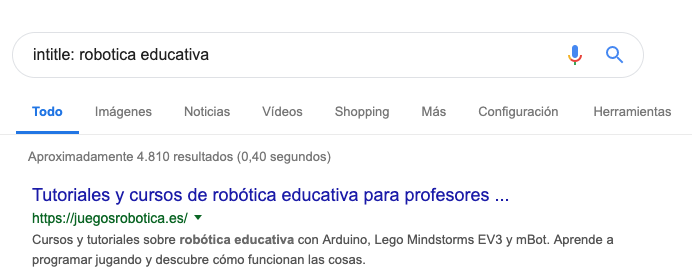 intitle: robotica educativa
Todo Imágenes Noticias Vídeos Shopping Más Configuración Herramientas
Aproximadamente 4.810 resultados (0,40 segundos)
Tutoriales y cursos de robótica educativa para profesores ...
https://juegosrobotica.es/
Cursos y tutoriales sobre robótica educativa con Arduino, Lego Mindstorms EV3 y mBot. Aprende a
programar jugando y descubre cómo funcionan las cosas.